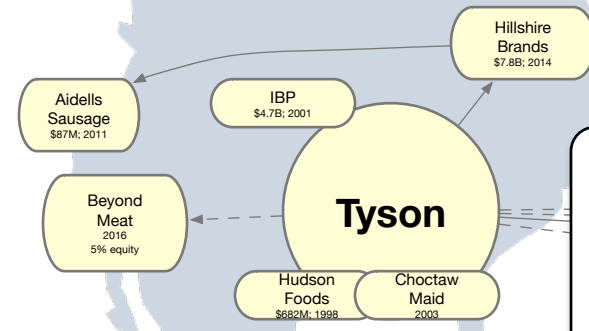 Hillshire
Brands
$7.8B; 2014
Aidells
Sausage
$87M; 2011
IBP
$4.7B; 2001
Beyond
Meat
2016
5% equity
Tyson
Hudson
Foods
$682M; 1998
Choctaw
Maid
2003